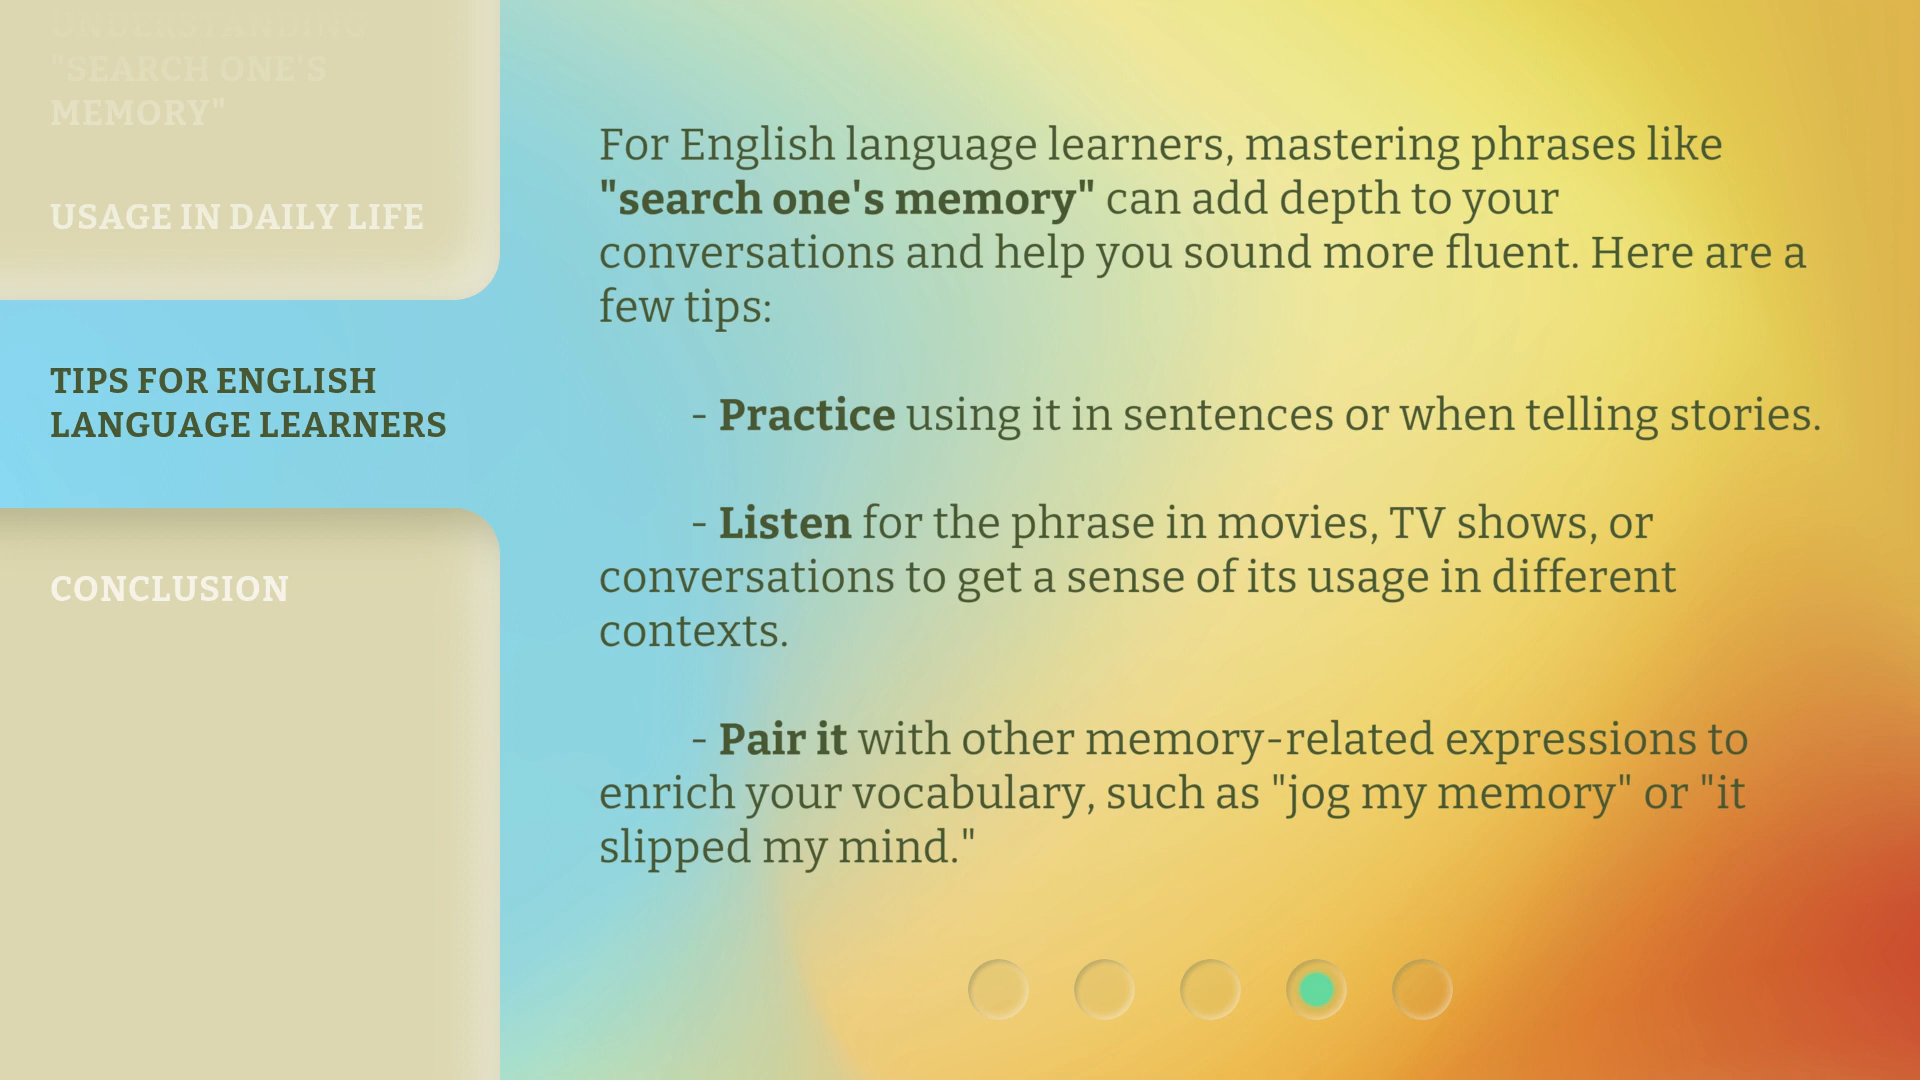 UNDERSTANDING
"SEARCH ONE'S
MEMORY"
USAGE IN DAILY LIFE
TIPS FOR ENGLISH
LANGUAGE LEARNERS
CONCLUSION
For English language learners, mastering phrases like
"search one's memory" can add depth to your
conversations and help you sound more fluent. Here are a
few tips:
- Practice using it in sentences or when telling stories.
- Listen for the phrase in movies, TV shows, or
conversations to get a sense of its usage in different
contexts.
- Pair it with other memory-related expressions to
enrich your vocabulary, such as "jog my memory" or "it
slipped my mind."